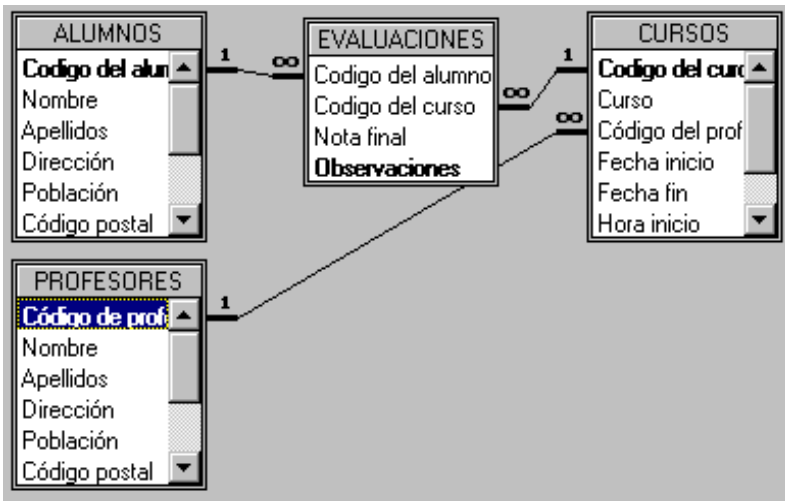 ALUMNOS
Codigo del alum
Nombre
Apellidos
Dirección
Población
Código postal
1
∞
EVALUACIONES
Codigo del alumno
Codigo del curso
Nota final
Observaciones
∞
1
∞
CURSOS
Codigo del curc
Curso
Código del prof
Fecha inicio
Fecha fin
Hora inicio
PROFESORES
Código de profe
Nombre
Apellidos
Dirección
Población
Código postal
1